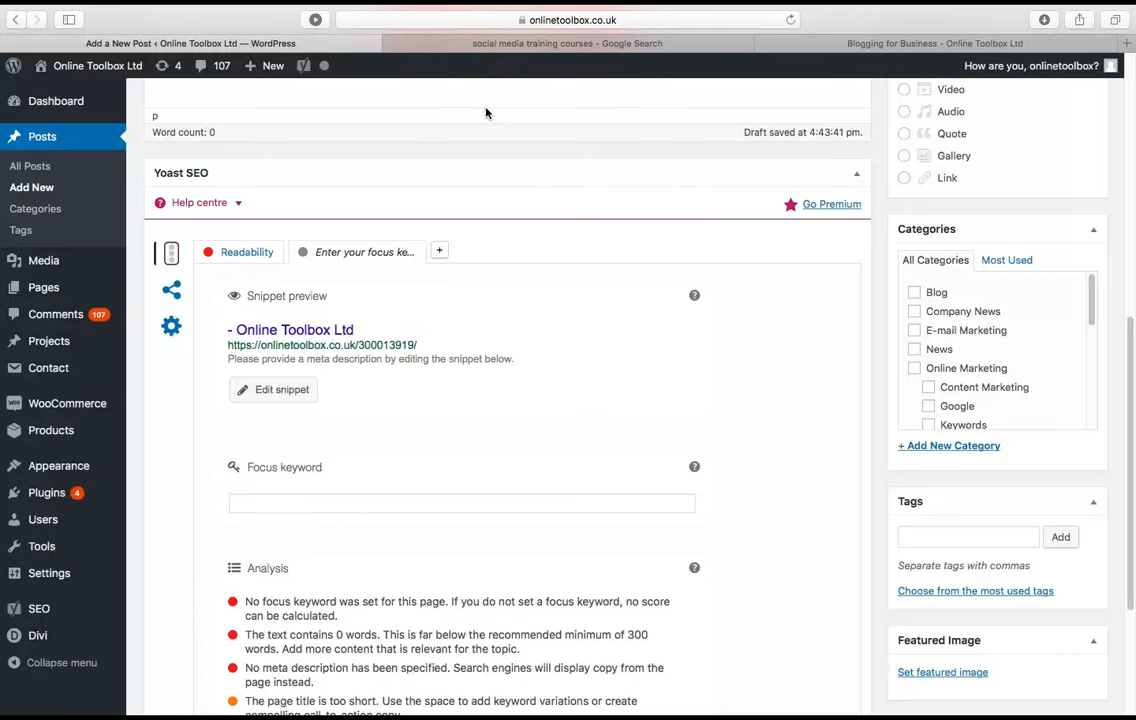 onlinetoolbox.co.uk
Add a New Post ‹ Online Toolbox Ltd — WordPress
social media training courses - Google Search
Blogging for Business - Online Toolbox Ltd
Online Toolbox Ltd
4
107
New
How are you, onlinetoolbox?
Dashboard
Posts
All Posts
Add New
Categories
Tags
Media
Pages
Comments 107
Projects
Contact
WooCommerce
Products
Appearance
Plugins 4
Users
Tools
Settings
SEO
Divi
Collapse menu
p
Word count: 0
Draft saved at 4:43:41 pm.
Yoast SEO
Help centre
Go Premium
Readability
Enter your focus ke...
+
Snippet preview
- Online Toolbox Ltd
https://onlinetoolbox.co.uk/300013919/
Please provide a meta description by editing the snippet below.
Edit snippet
Focus keyword
Analysis
No focus keyword was set for this page. If you do not set a focus keyword, no score
can be calculated.
The text contains 0 words. This is far below the recommended minimum of 300
words. Add more content that is relevant for the topic.
No meta description has been specified. Search engines will display copy from the
page instead.
The page title is too short. Use the space to add keyword variations or create
compelling call-to-action copy.
Video
Audio
Quote
Gallery
Link
Categories
All Categories
Most Used
Blog
Company News
E-mail Marketing
News
Online Marketing
Content Marketing
Google
Keywords
+ Add New Category
Tags
Add
Separate tags with commas
Choose from the most used tags
Featured Image
Set featured image